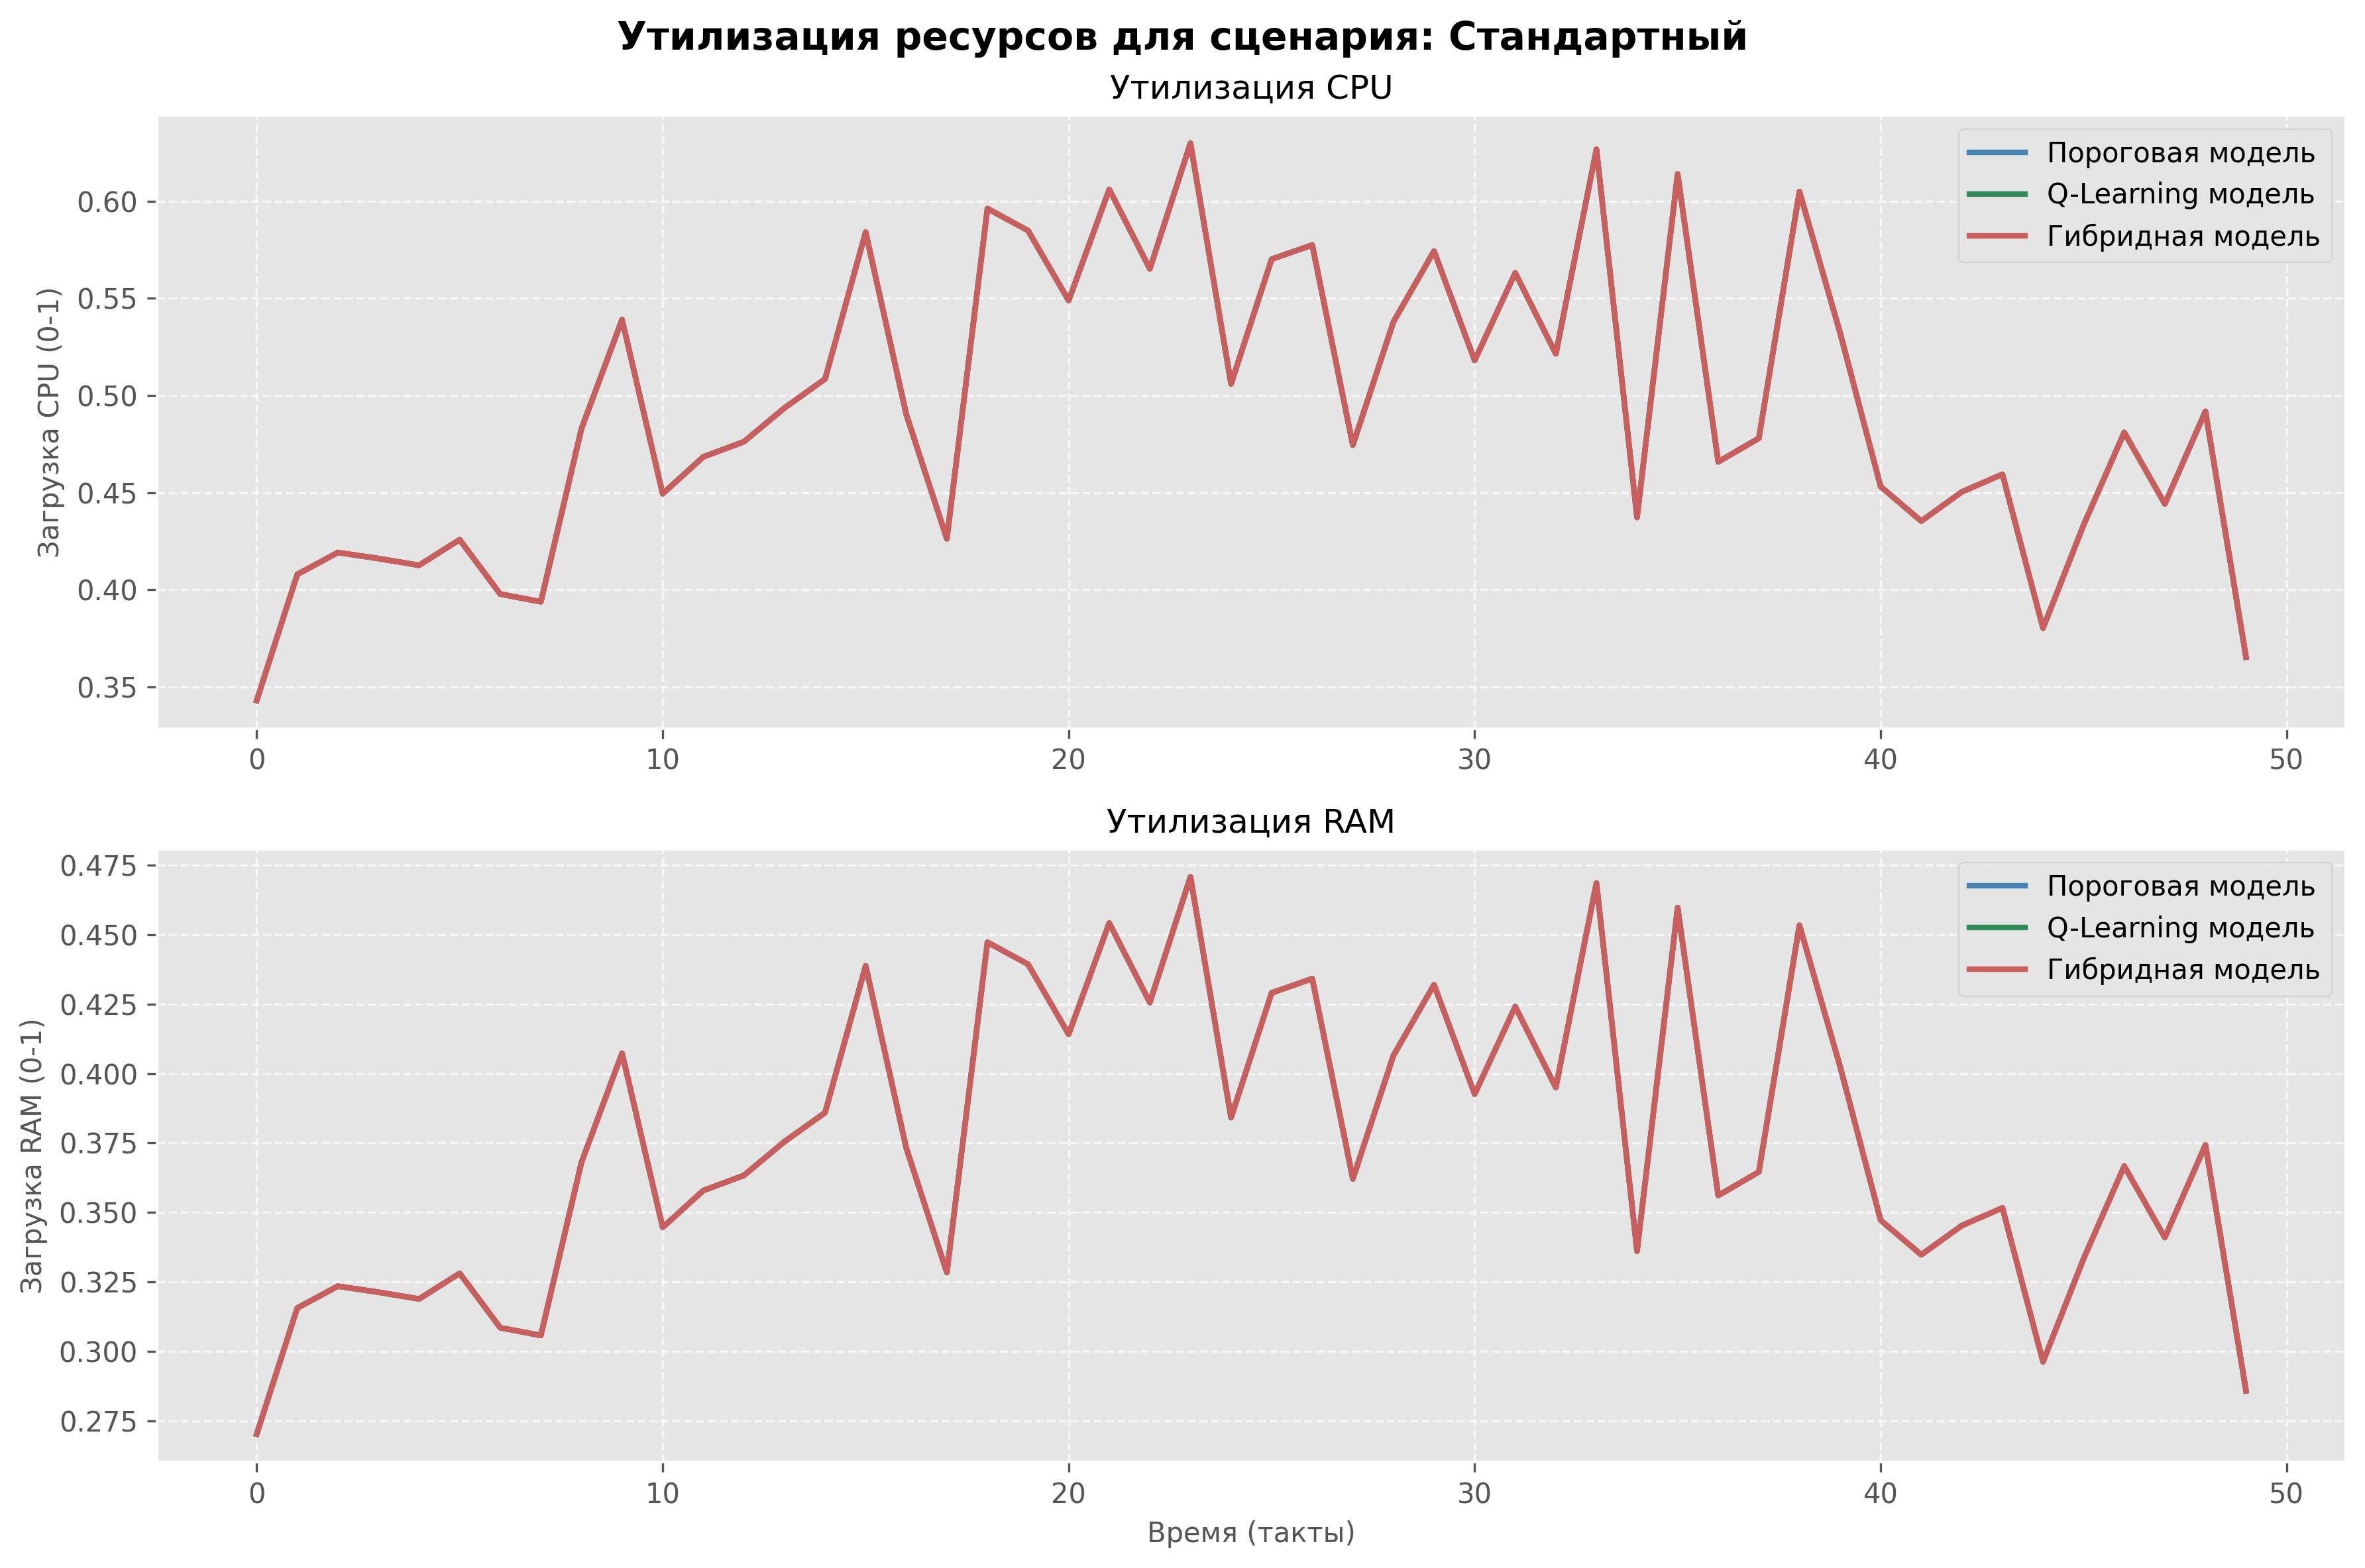 Утилизация ресурсов для сценария: Стандартный
Утилизация CPU
Загрузка CPU (0-1)
0.60
0.55
0.50
0.45
0.40
0.35
Пороговая модель
Q-Learning модель
Гибридная модель
0 10 20 30 40 50
Утилизация RAM
Загрузка RAM (0-1)
0.475
0.450
0.425
0.400
0.375
0.350
0.325
0.300
0.275
Пороговая модель
Q-Learning модель
Гибридная модель
0 10 20 30 40 50
Время (такты)